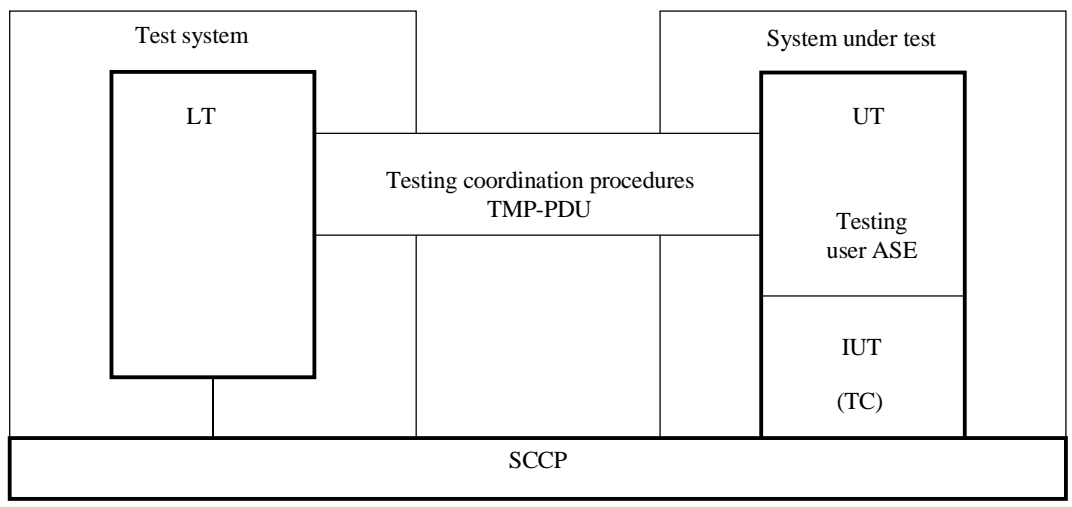 Test system
System under test
LT
UT
Testing coordination procedures
TMP-PDU
Testing
user ASE
IUT
(TC)
SCCP